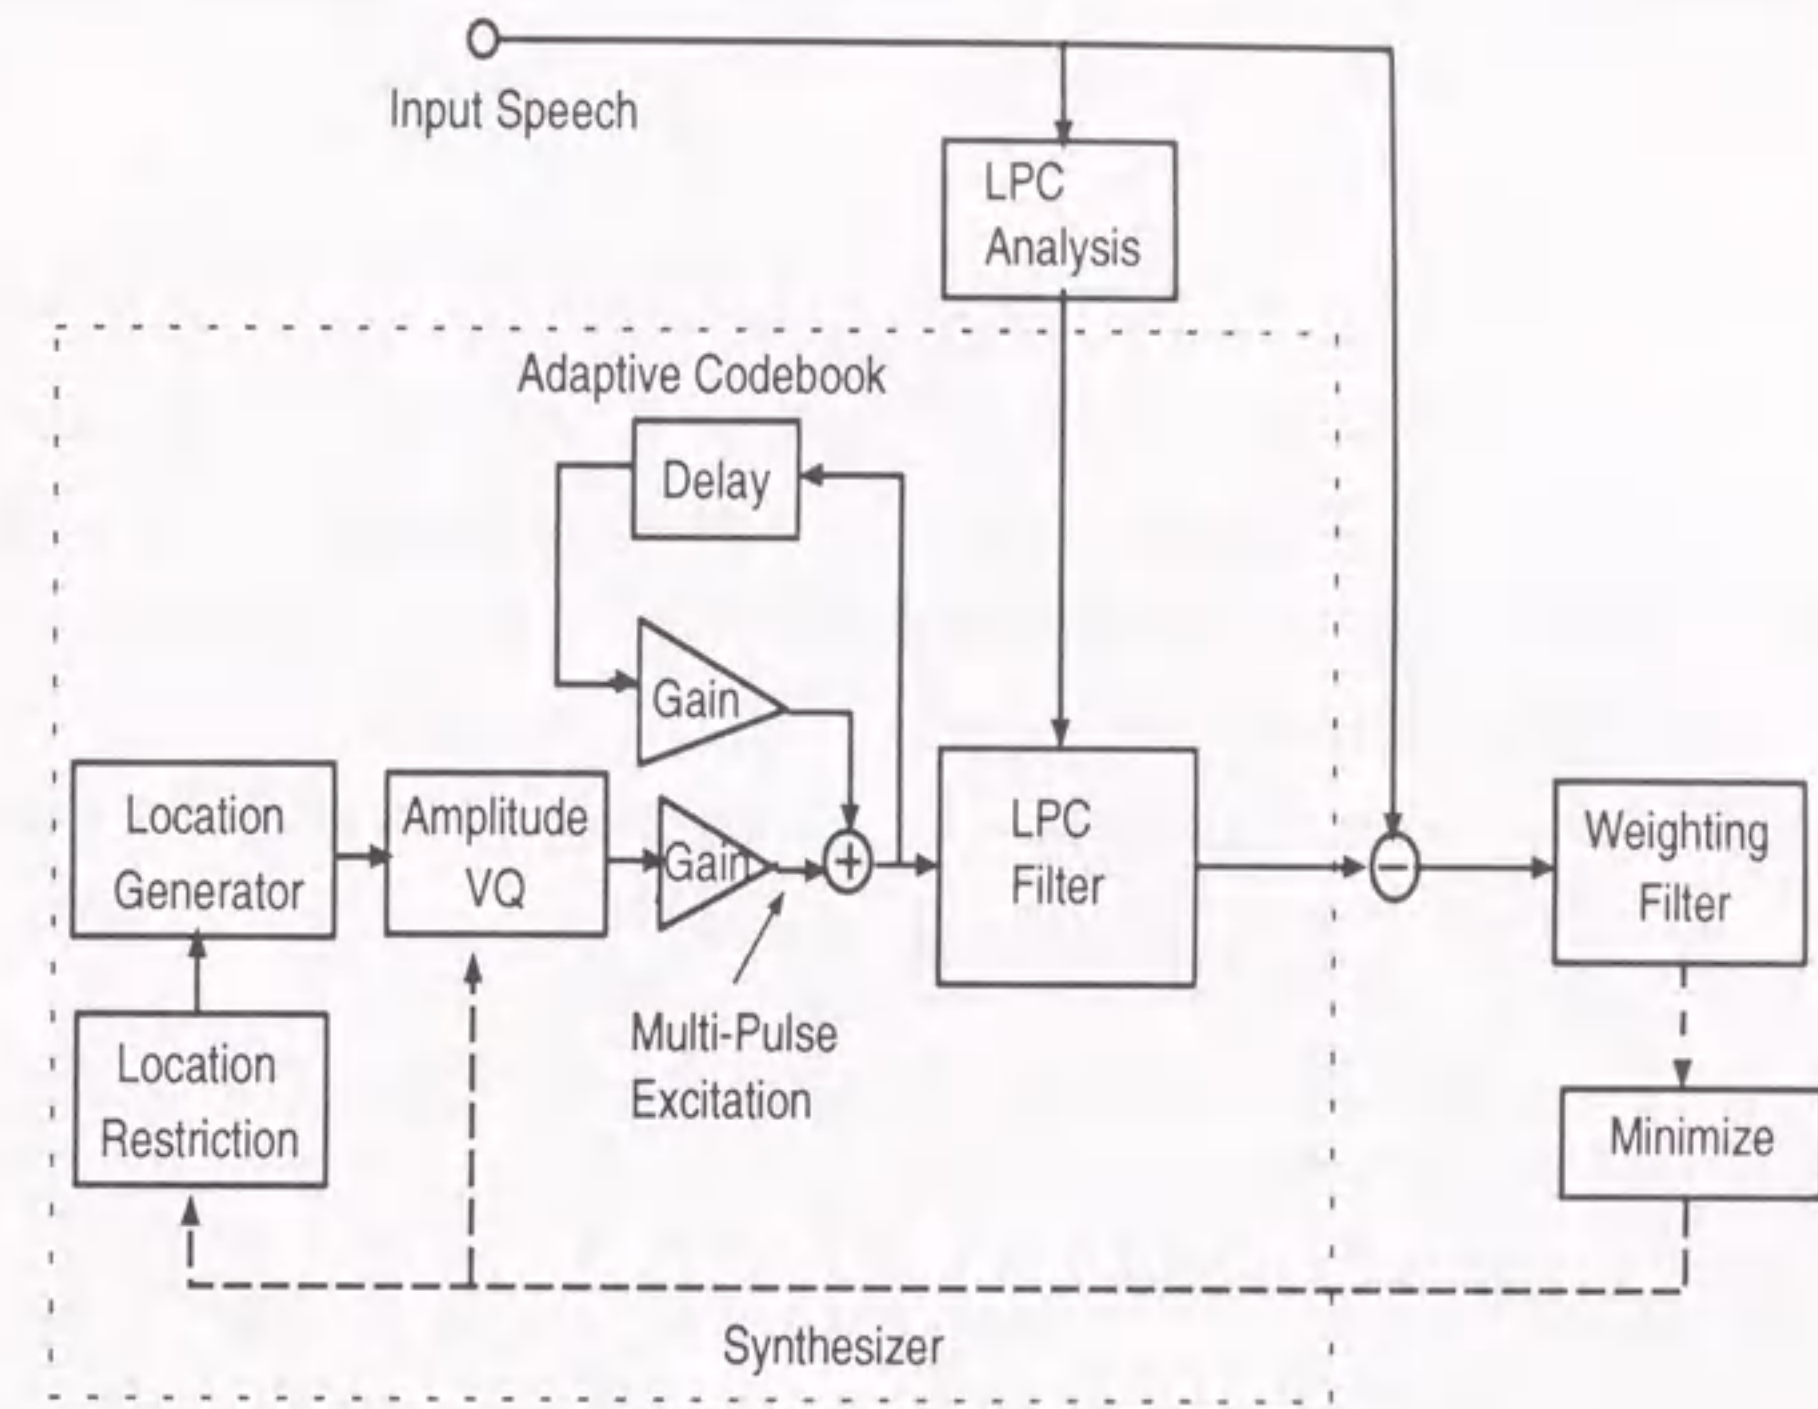 Input Speech
LPC
Analysis
Adaptive Codebook
Delay
Gain
Location
Generator
Amplitude
VQ
Gain
+
LPC
Filter
−
Weighting
Filter
Multi-Pulse
Excitation
Location
Restriction
Minimize
Synthesizer